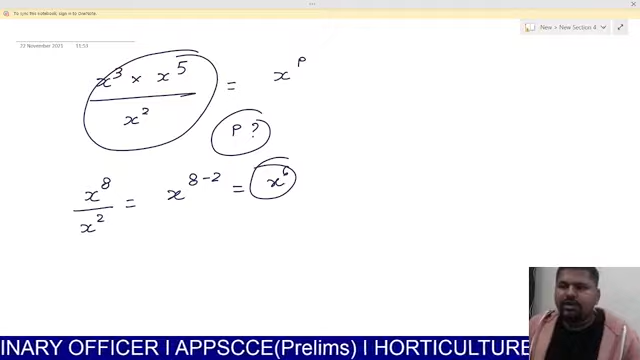 To sync this notebook, sign in to OneNote.
New > New Section 4
22 November 2021 11:53
x³ × x⁵ / x² = x^p
p ?
x⁸ / x² = x⁸⁻² = x⁶
INARY OFFICER I APPSCCE(Prelims) I HORTICULTURE